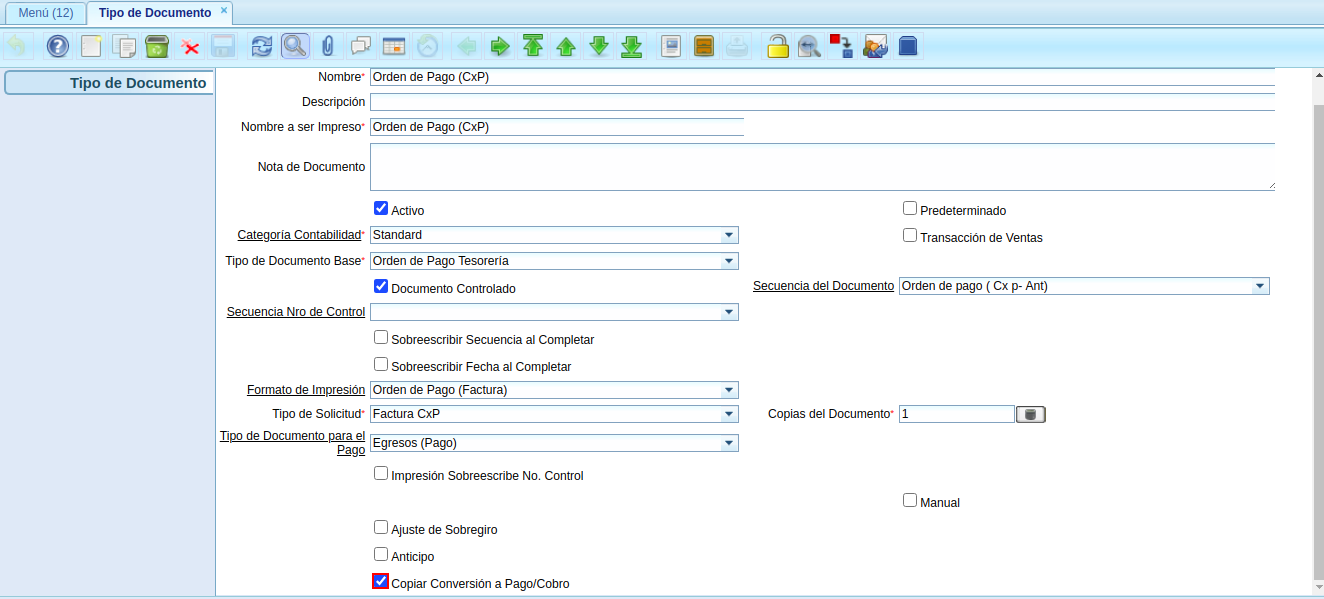 Menú (12)
Tipo de Documento ×
Tipo de Documento
Nombre* Orden de Pago (CxP)
Descripción
Nombre a ser Impreso* Orden de Pago (CxP)
Nota de Documento
Activo Predeterminado
Categoría Contabilidad* Standard
Transacción de Ventas
Tipo de Documento Base* Orden de Pago Tesorería
Documento Controlado Secuencia del Documento Orden de pago ( Cx p- Ant)
Secuencia Nro de Control
Sobreescribir Secuencia al Completar
Sobreescribir Fecha al Completar
Formato de Impresión Orden de Pago (Factura)
Tipo de Solicitud* Factura CxP Copias del Documento* 1
Tipo de Documento para el
Pago Egresos (Pago)
Impresión Sobreescribe No. Control
Manual
Ajuste de Sobregiro
Anticipo
Copiar Conversión a Pago/Cobro